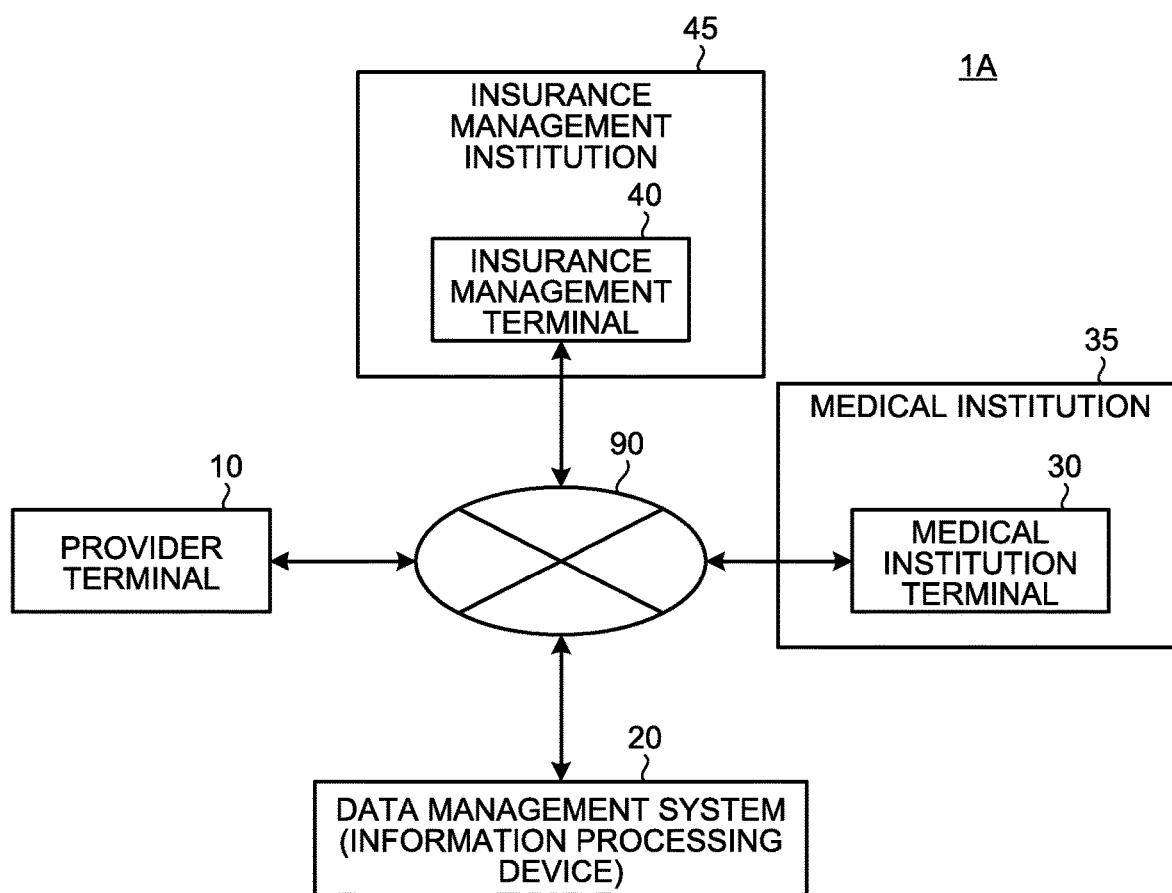 45
1A
INSURANCE
MANAGEMENT
INSTITUTION
40
INSURANCE
MANAGEMENT
TERMINAL
35
MEDICAL INSTITUTION
10
90
30
PROVIDER
TERMINAL
MEDICAL
INSTITUTION
TERMINAL
20
DATA MANAGEMENT SYSTEM
(INFORMATION PROCESSING
DEVICE)